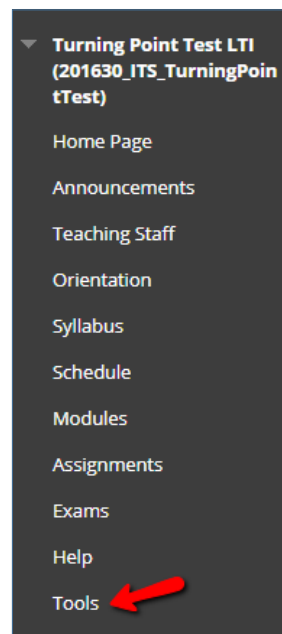 Turning Point Test LTI
(201630_ITS_TurningPoin
tTest)
Home Page
Announcements
Teaching Staff
Orientation
Syllabus
Schedule
Modules
Assignments
Exams
Help
Tools